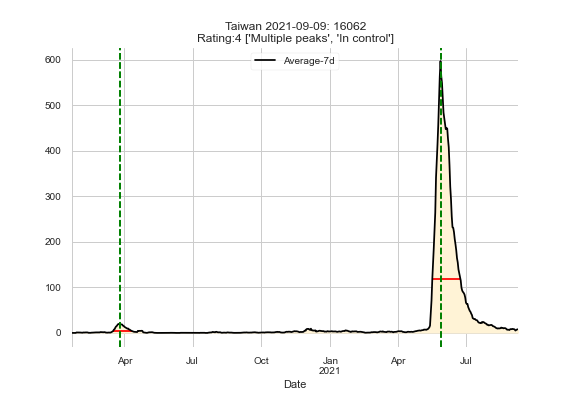 Taiwan 2021-09-09: 16062
Rating:4 ['Multiple peaks', 'In control']
Average-7d
600
500
400
300
200
100
0
Apr
Jul
Oct
Jan
2021
Apr
Jul
Date